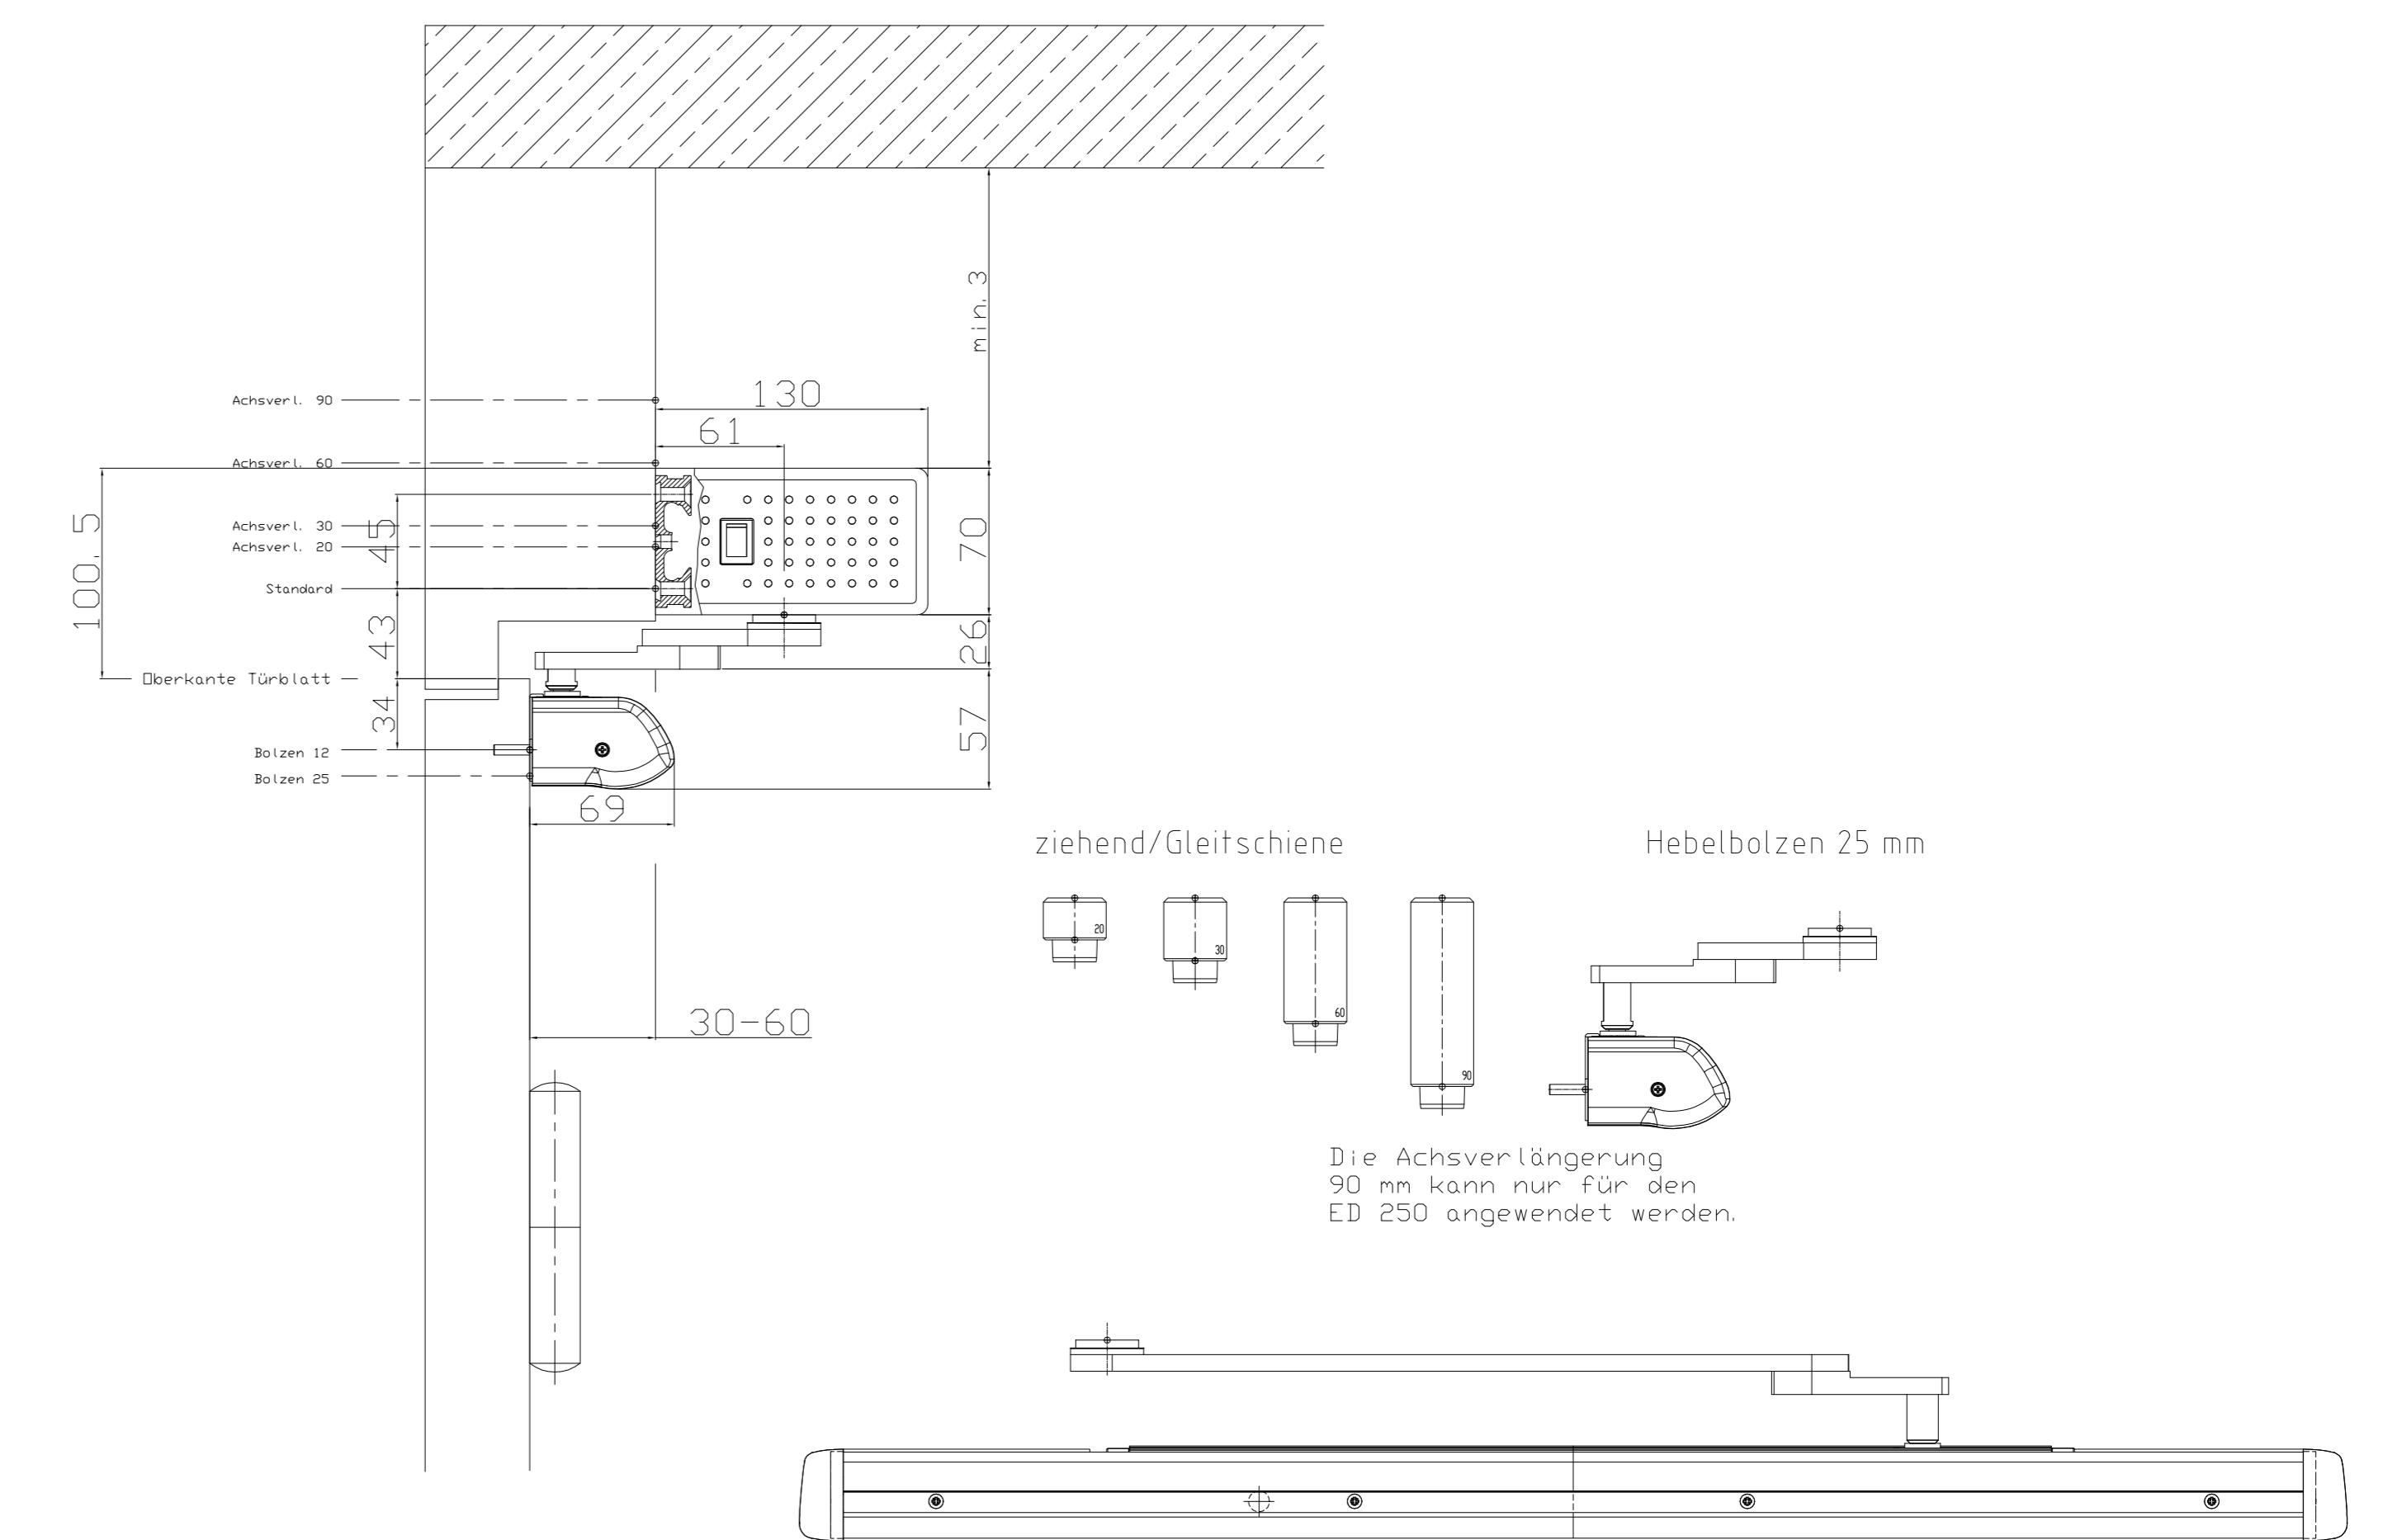 min. 3
130
61
Achsverl. 90
Achsverl. 60
Achsverl. 30
Achsverl. 20
Standard
Oberkante Türblatt
Bolzen 12
Bolzen 25
100.5
45
43
34
70
26
57
69
30-60
ziehend/Gleitschiene
20
30
60
90
Hebelbolzen 25 mm
Die Achsverlängerung
90 mm kann nur für den
ED 250 angewendet werden.